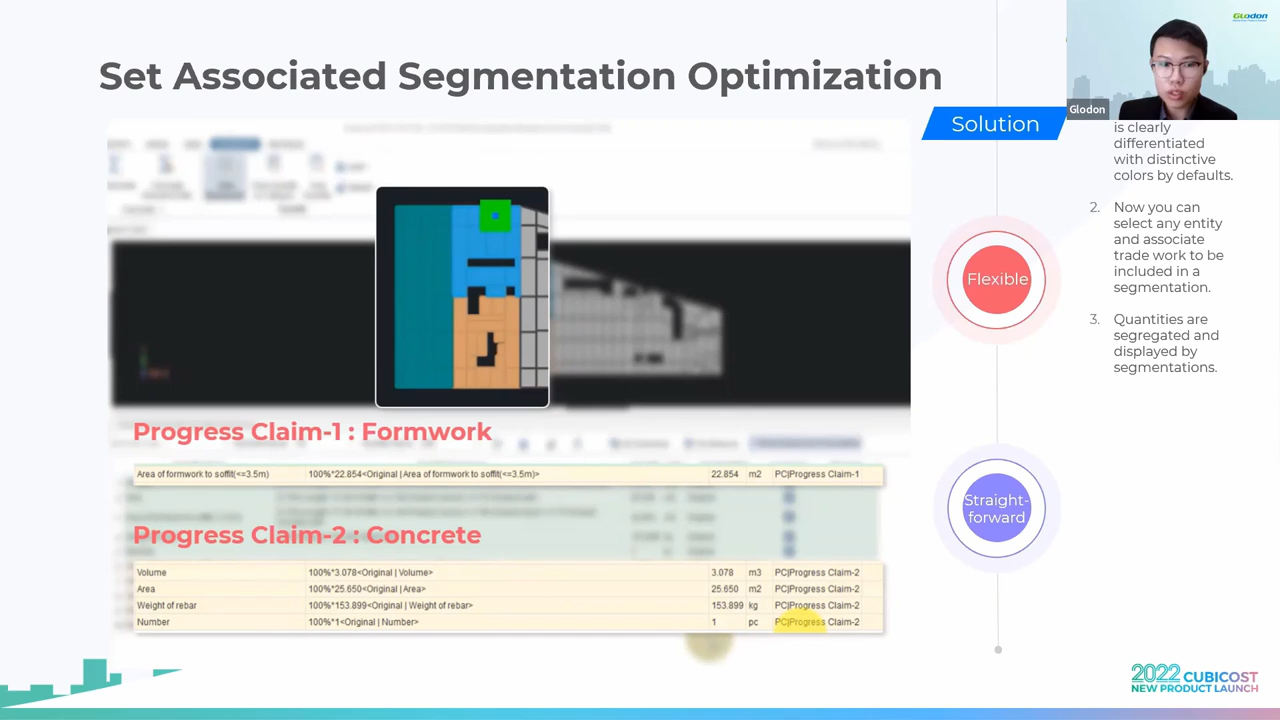 Glodon
Set Associated Segmentation Optimization
Glodon
Solution
is clearly
differentiated
with distinctive
colors by defaults.
2. Now you can
select any entity
and associate
trade work to be
included in a
segmentation.
Flexible
3. Quantities are
segregated and
displayed by
segmentations.
Progress Claim-1 : Formwork
Area of formwork to soffit(<=3.5m) 100%*22.854<Original | Area of formwork to soffit(<=3.5m)> 22.854 m2 PC|Progress Claim-1
Straight-
forward
Progress Claim-2 : Concrete
Volume 100%*3.078<Original | Volume> 3.078 m3 PC|Progress Claim-2
Area 100%*25.650<Original | Area> 25.650 m2 PC|Progress Claim-2
Weight of rebar 100%*153.899<Original | Weight of rebar> 153.899 kg PC|Progress Claim-2
Number 100%*1<Original | Number> 1 pc PC|Progress Claim-2
2022 CUBICOST
NEW PRODUCT LAUNCH